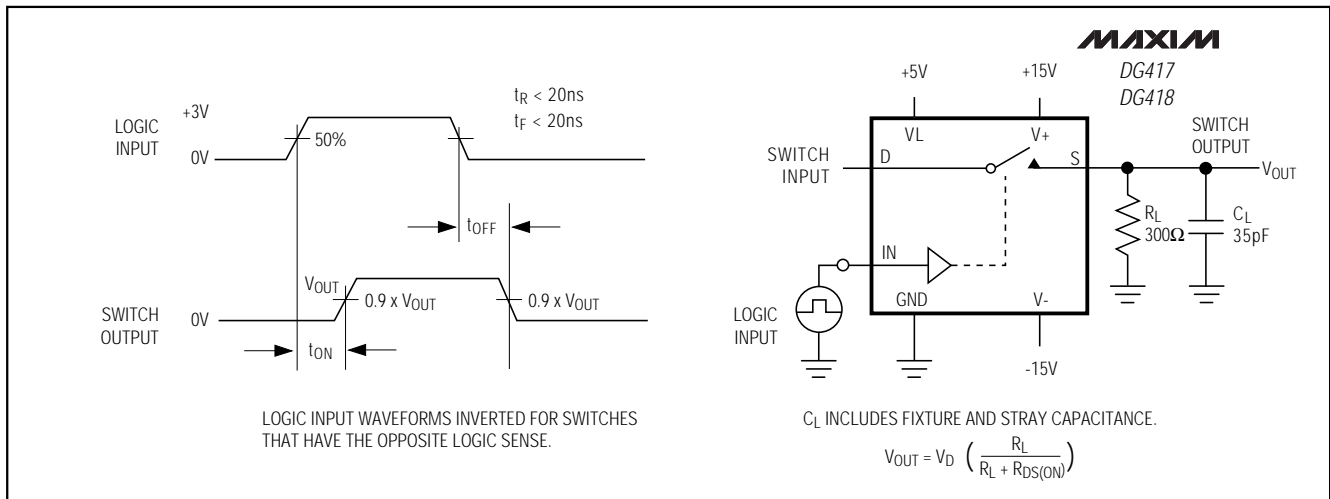 MAXIM
DG417
DG418
+5V
+15V
+3V
LOGIC
INPUT
0V
50%
tR < 20ns
tF < 20ns
tOFF
VOUT
0.9 x VOUT
0.9 x VOUT
SWITCH
OUTPUT
0V
tON
LOGIC INPUT WAVEFORMS INVERTED FOR SWITCHES
THAT HAVE THE OPPOSITE LOGIC SENSE.
VL
V+
SWITCH
INPUT
D
S
SWITCH
OUTPUT
VOUT
RL
300Ω
CL
35pF
IN
GND
V-
LOGIC
INPUT
-15V
CL INCLUDES FIXTURE AND STRAY CAPACITANCE.
VOUT = VD ( RL / RL + RDS(ON) )